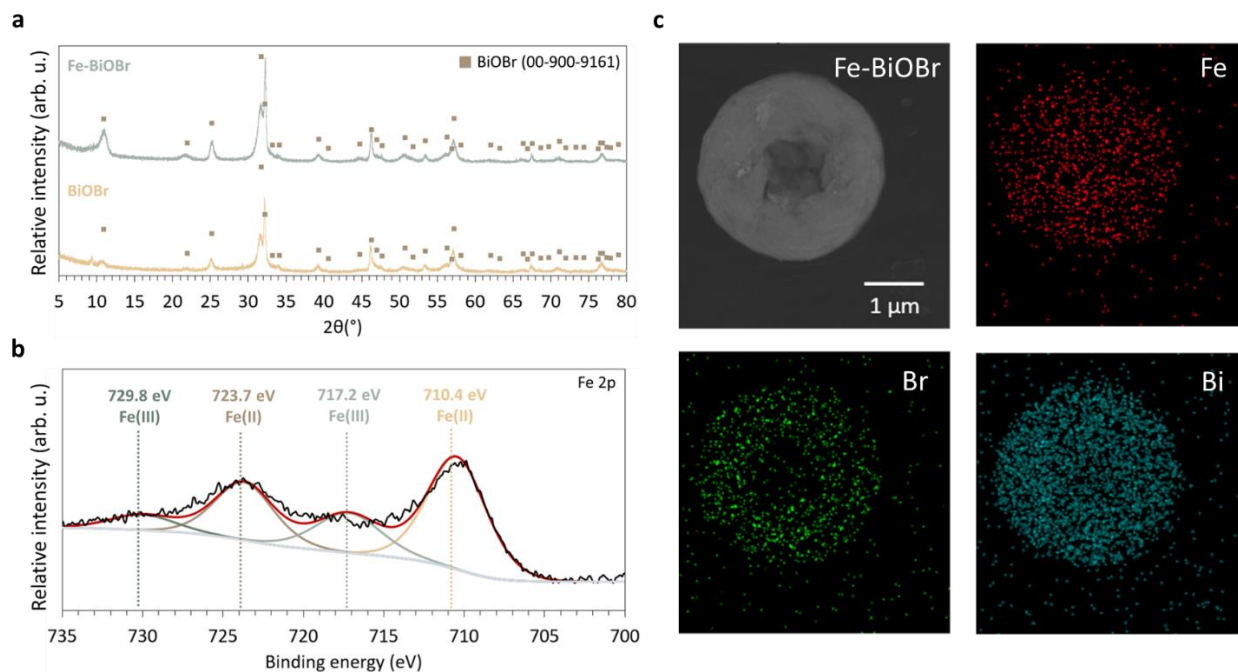 a
Relative intensity (arb. u.)
Fe-BiOBr
BiOBr (00-900-9161)
BiOBr
5 10 15 20 25 30 35 40 45 50 55 60 65 70 75 80
2θ(°)
b
Relative intensity (arb. u.)
Fe 2p
729.8 eV 723.7 eV 717.2 eV 710.4 eV
Fe(III) Fe(II) Fe(III) Fe(II)
735 730 725 720 715 710 705 700
Binding energy (eV)
c
Fe-BiOBr
1 μm
Fe
Br
Bi